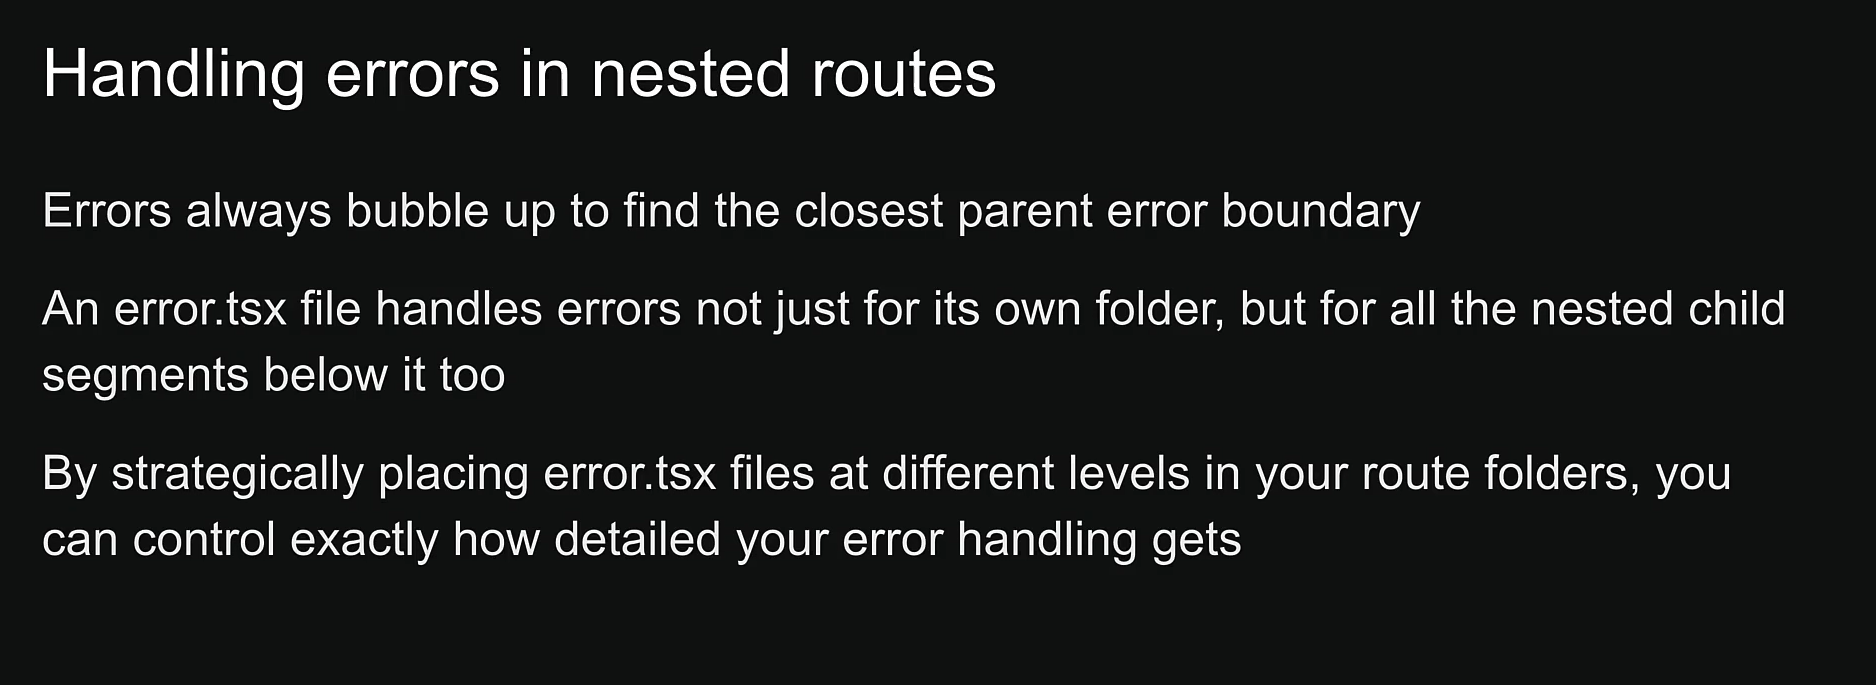 Handling errors in nested routes
Errors always bubble up to find the closest parent error boundary
An error.tsx file handles errors not just for its own folder, but for all the nested child
segments below it too
By strategically placing error.tsx files at different levels in your route folders, you
can control exactly how detailed your error handling gets